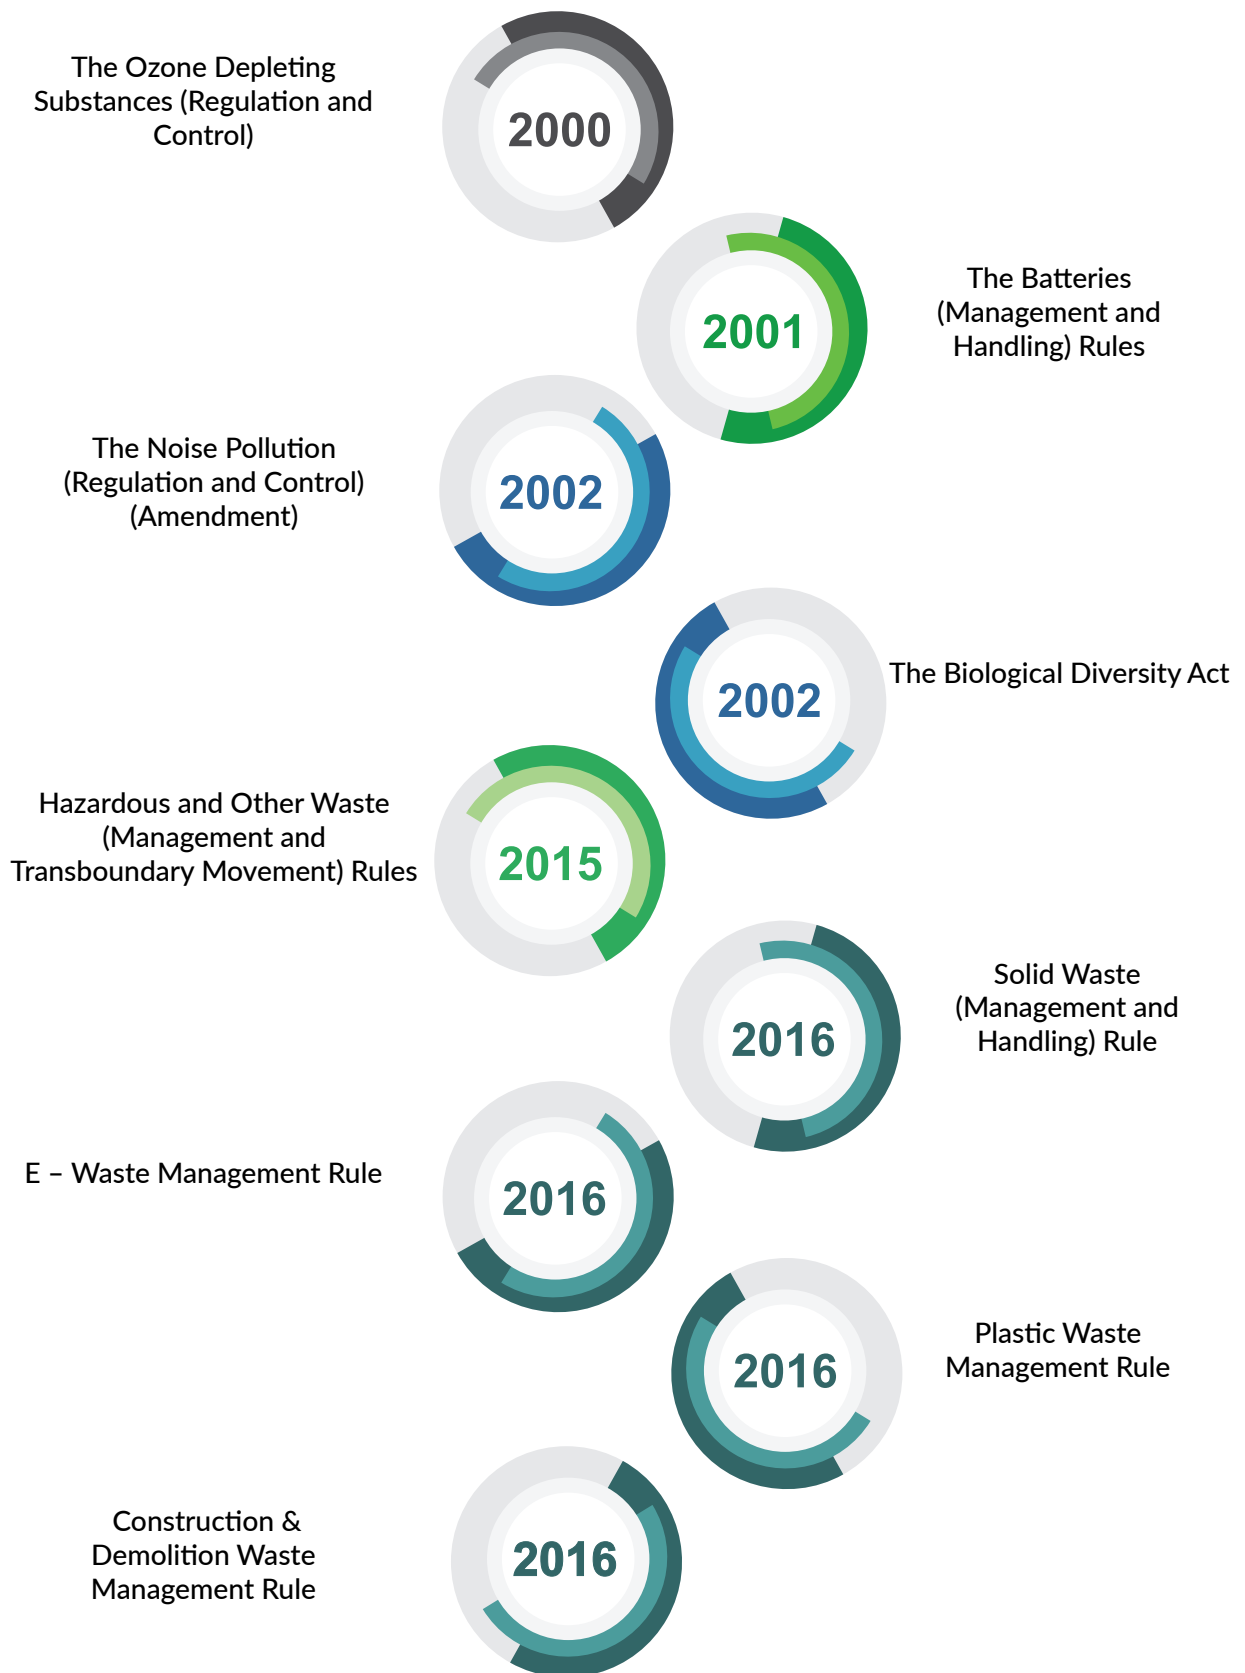 The Ozone Depleting
Substances (Regulation and
Control)
2000
The Batteries
(Management and
Handling) Rules
2001
The Noise Pollution
(Regulation and Control)
(Amendment)
2002
The Biological Diversity Act
2002
Hazardous and Other Waste
(Management and
Transboundary Movement) Rules
2015
Solid Waste
(Management and
Handling) Rule
2016
E – Waste Management Rule
2016
Plastic Waste
Management Rule
2016
Construction &
Demolition Waste
Management Rule
2016